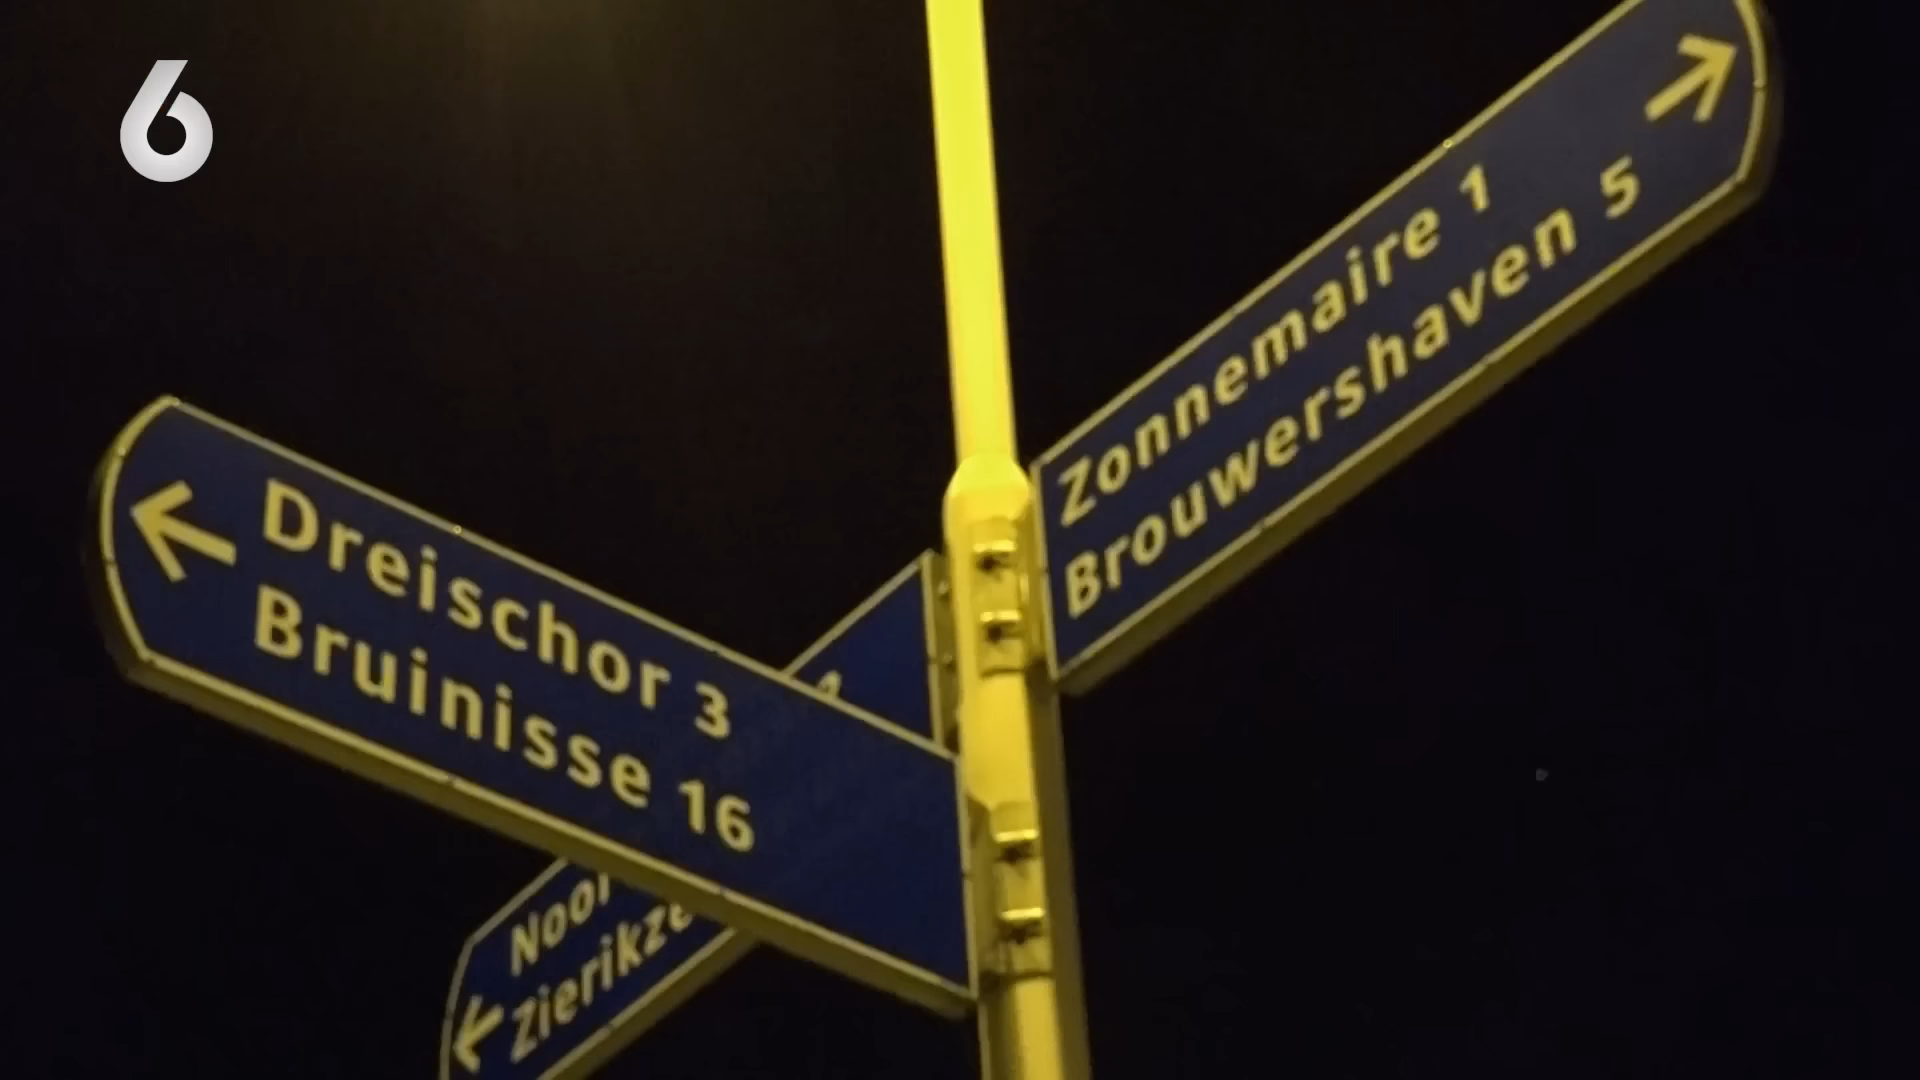 6
Zonnemaire 1
Brouwershaven 5
Dreischor 3
Bruinisse 16